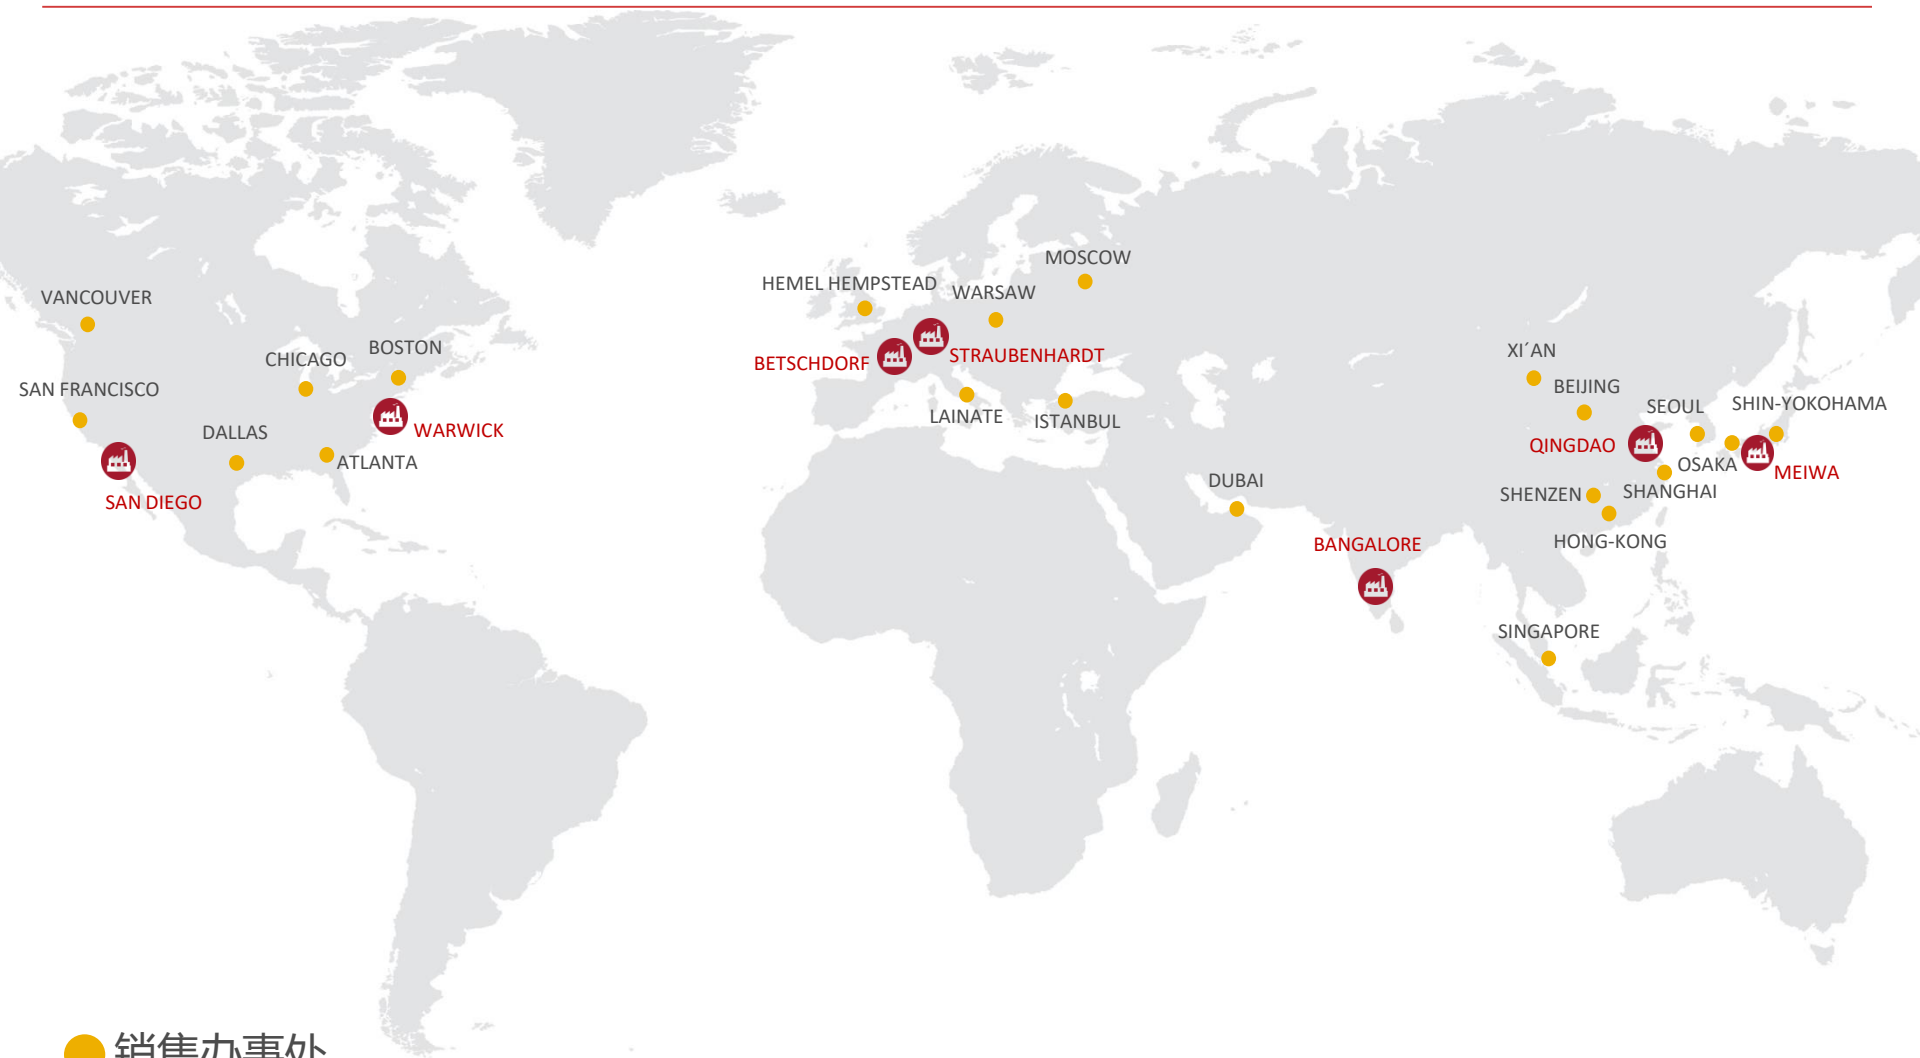 MOSCOW
HEMEL HEMPSTEAD
WARSAW
VANCOUVER
BOSTON
CHICAGO
BETSCHDORF
STRAUBENHARDT
XI´AN
SAN FRANCISCO
BEIJING
SEOUL
SHIN-YOKOHAMA
LAINATE
ISTANBUL
WARWICK
DALLAS
QINGDAO
ATLANTA
OSAKA
MEIWA
DUBAI
SHENZEN
SHANGHAI
SAN DIEGO
HONG-KONG
BANGALORE
SINGAPORE
销售办事处